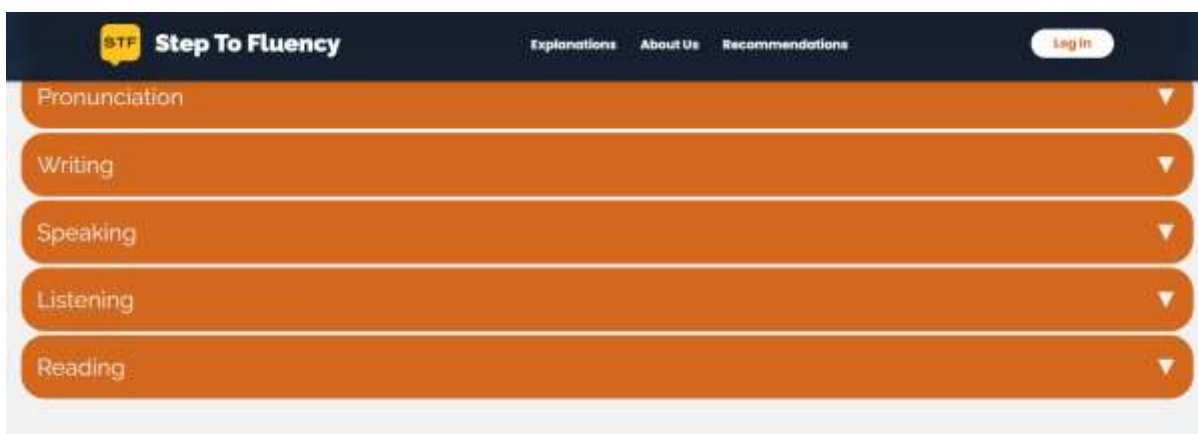 STF Step To Fluency Explanations About Us Recommendations Log in
Pronunciation
Writing
Speaking
Listening
Reading